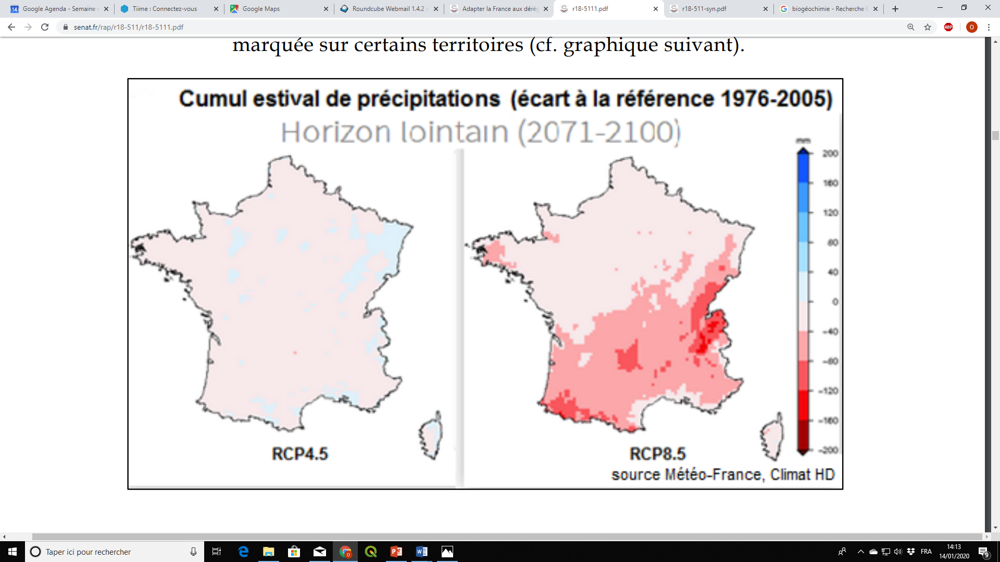 14 Google Agenda - Semaine
Tiime : Connectez-vous
Google Maps
Roundcube Webmail 1.4.2
Adapter la France aux dérèg
r18-5111.pdf
r18-511-syn.pdf
biogéochimie - Recherche G
senat.fr/rap/r18-511/r18-5111.pdf
ABP
O
marquée sur certains territoires (cf. graphique suivant).
Cumul estival de précipitations (écart à la référence 1976-2005)
Horizon lointain (2071-2100)
mm
200
160
120
80
40
0
-40
-80
-120
-160
-200
RCP4.5
RCP8.5
source Météo-France, Climat HD
Taper ici pour rechercher
FRA
14:13
14/01/2020
9